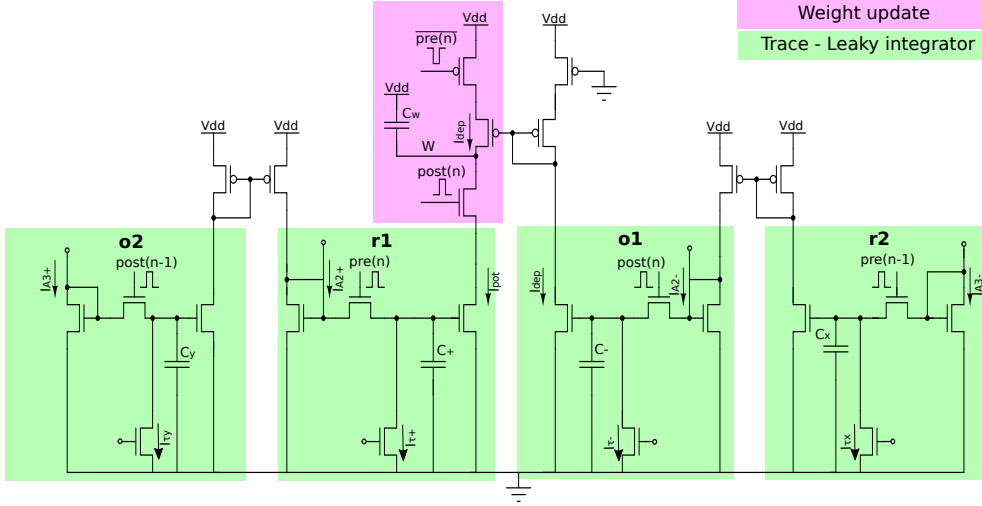 Weight update
Trace - Leaky integrator
Vdd
Vdd
pre(n)
Vdd
Cw
Idep
W
post(n)
Vdd
Vdd
Vdd
Vdd
o2
r1
o1
r2
IA3+
post(n-1)
IA2+
pre(n)
Ipot
Idep
post(n)
IA2-
pre(n-1)
IA3-
Cy
C+
C-
Cx
Iτy
Iτ+
Iτ-
Iτx